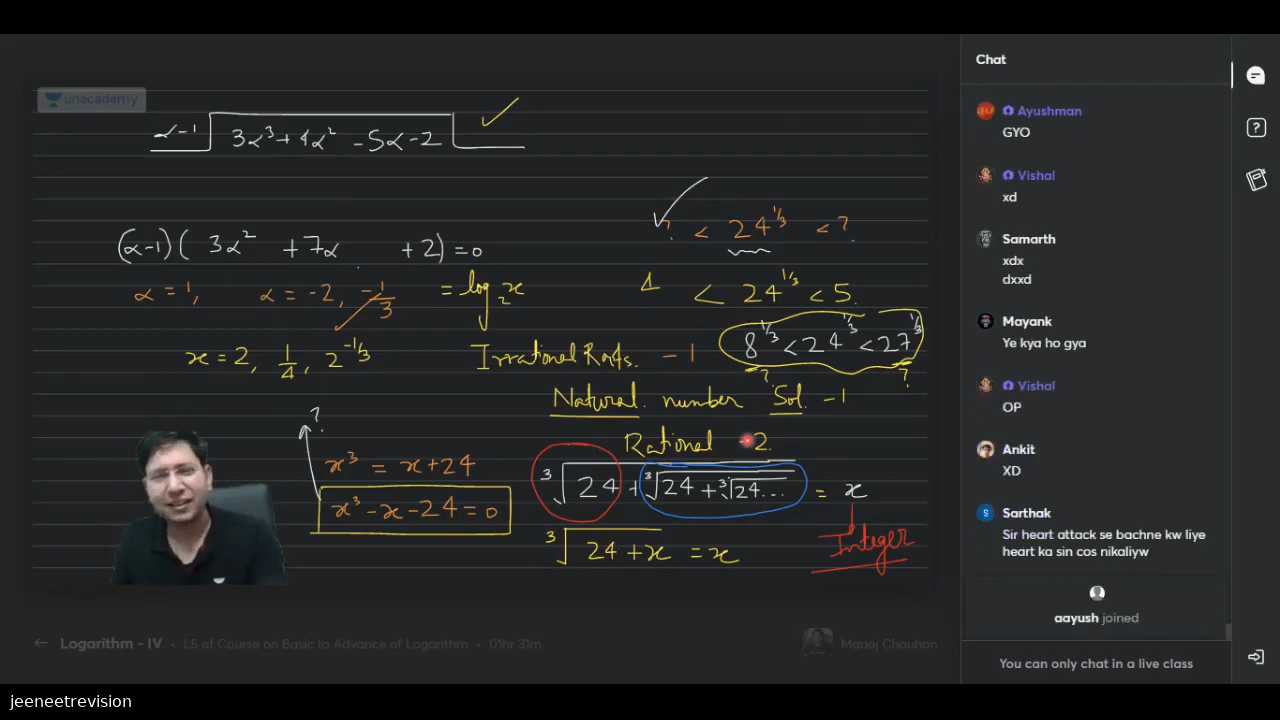 unacademy
α-1 3α³ + 4α² - 5α - 2
? < 24^1/3 < ?
(α-1)( 3α² + 7α + 2) = 0
α = 1, α = -2, -1/3 = log₂x
< 24^1/3 < 5.
8^1/3 < 24^1/3 < 27^1/3
? ?
x = 2, 1/4, 2^-1/3 Irrational Roots. - 1
Natural number Sol. - 1
Rational - 2.
?
x³ = x + 24
x³ - x - 24 = 0
³√24 + ³√24 + ³√24... = x
³√24 + x = x
Integer
← Logarithm - IV • L5 of Course on Basic to Advance of Logarithm • 01hr 31m
Manoj Chauhan
Chat
Ayushman
GYO
Vishal
xd
Samarth
xdx
dxxd
Mayank
Ye kya ho gya
Vishal
OP
Ankit
XD
S Sarthak
Sir heart attack se bachne kw liye
heart ka sin cos nikaliyw
aayush joined
You can only chat in a live class
?
jeeneetrevision